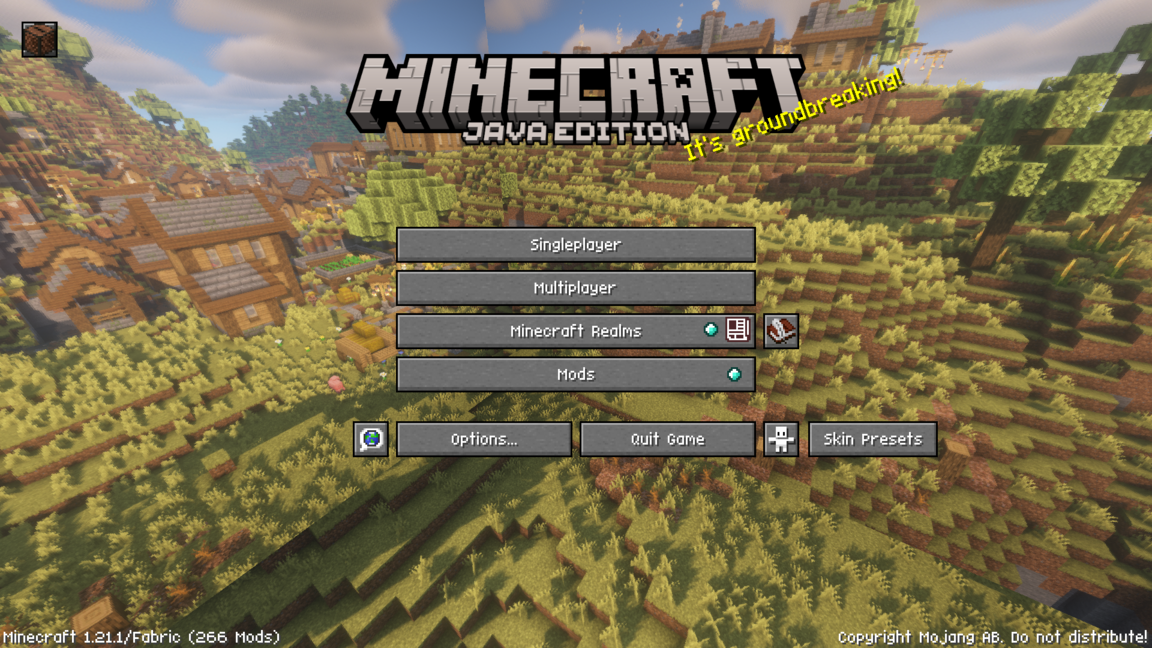 MINECRAFT
JAVA EDITION
It's groundbreaking!
Singleplayer
Multiplayer
Minecraft Realms
Mods
Options...
Quit Game
Skin Presets
Minecraft 1.21.1/Fabric (266 Mods)
Copyright Mojang AB. Do not distribute!